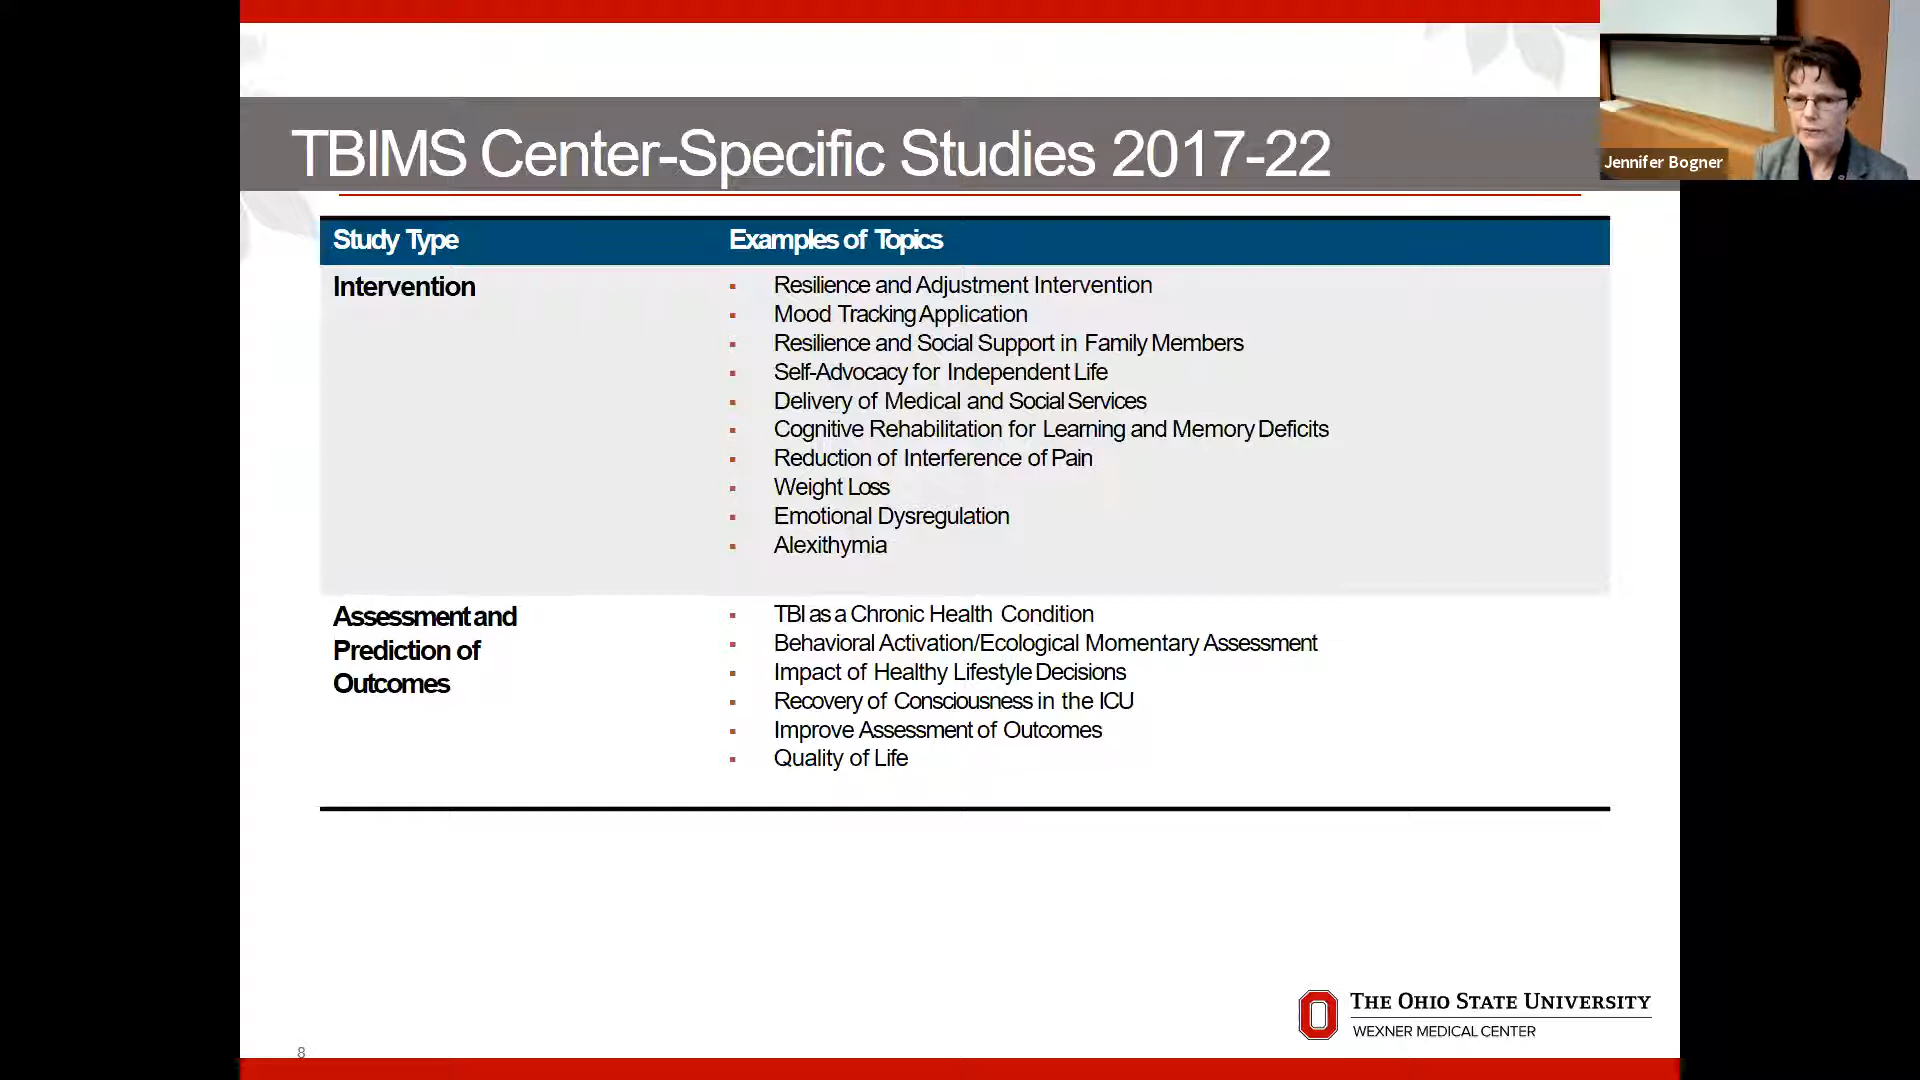 TBIMS Center-Specific Studies 2017-22
Jennifer Bogner
Study Type
Examples of Topics
Intervention
▪ Resilience and Adjustment Intervention
▪ Mood Tracking Application
▪ Resilience and Social Support in Family Members
▪ Self-Advocacy for Independent Life
▪ Delivery of Medical and Social Services
▪ Cognitive Rehabilitation for Learning and Memory Deficits
▪ Reduction of Interference of Pain
▪ Weight Loss
▪ Emotional Dysregulation
▪ Alexithymia
Assessment and
Prediction of
Outcomes
▪ TBI as a Chronic Health Condition
▪ Behavioral Activation/Ecological Momentary Assessment
▪ Impact of Healthy Lifestyle Decisions
▪ Recovery of Consciousness in the ICU
▪ Improve Assessment of Outcomes
▪ Quality of Life
THE OHIO STATE UNIVERSITY
WEXNER MEDICAL CENTER
8